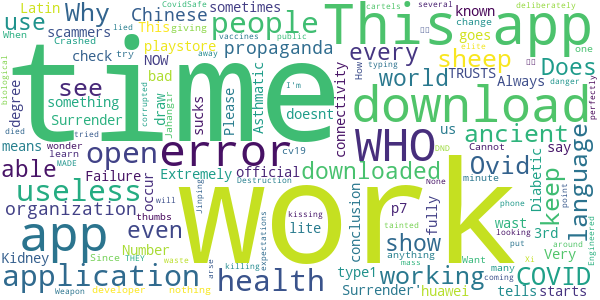 Latin
use
Why
Chinese
CovidSafe
sometimes
cartels
several
deliberately
When
scammers
lied
This
giving
people
This app
known
change
goes
sheep
one
elite
Crashed
try
vaccines
public
away
playstore
check
NOW
propaganda
every
TRUSTS
Does
biological
degree
see
something
Surrender
bad
draw
Jahangir
sucks
Please
Asthmatic
I'm
typing
How
connectivity
world
Always
danger
perfectly
time
download
died
tried
corrupted
doesnt
means
wonder
learn
MADE
error
WHO
us
DND
Cannot
say
ancient
language
able
Failure
open
cv19
downloaded
Ovid
Diabetic
None
minute
useless
Extremely
official
Destruction
work
organization
occur
Jinping
kissing
expectations
p7
wast
phone
keep
Engineered
app
even
thumbs
will
lite
conclusion
fully
show
looking
put
point
3rd
around
Kidney
Since
THEY
Number
tainted
anything
mass
Want
Xi
many
coming
Very
COVID
application
waste
arse
killing
health
type1
working
Weapon
developer
nothing
Surrender'
huawei
tells
starts